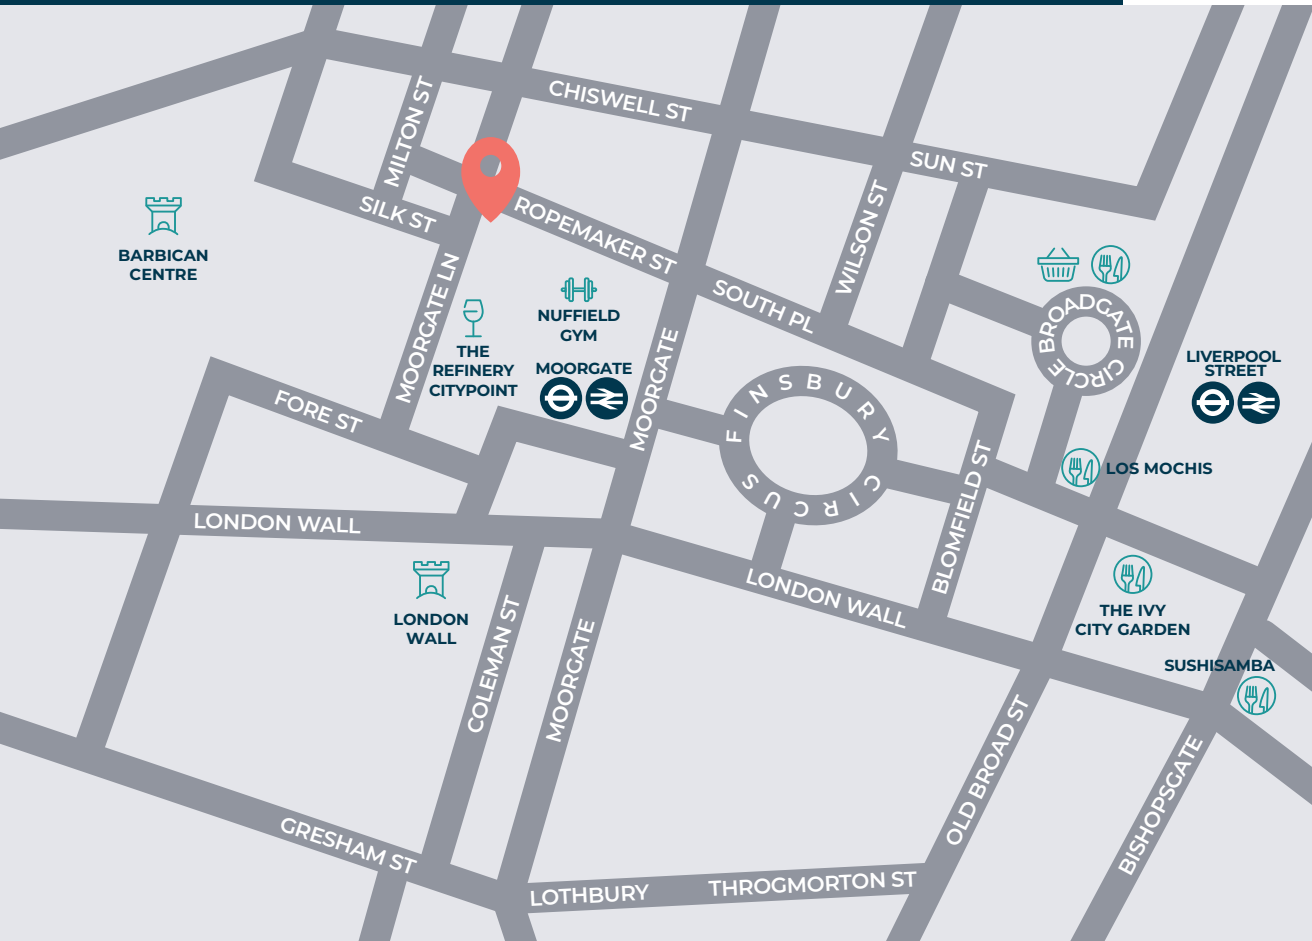 CHISWELL ST
MILTON ST
SUN ST
SILK ST
ROPEMAKER ST
WILSON ST
BARBICAN
CENTRE
MOORGATE LN
SOUTH PL
BROADGATE
CIRCLE
NUFFIELD
GYM
THE
REFINERY
CITYPOINT
MOORGATE
MOORGATE
LIVERPOOL
STREET
FORE ST
FINSBURY
CIRCUS
LOS MOCHIS
BLOMFIELD ST
LONDON WALL
LONDON WALL
LONDON
WALL
THE IVY
CITY GARDEN
COLEMAN ST
MOORGATE
SUSHISAMBA
OLD BROAD ST
BISHOPSGATE
GRESHAM ST
LOTHBURY
THROGMORTON ST